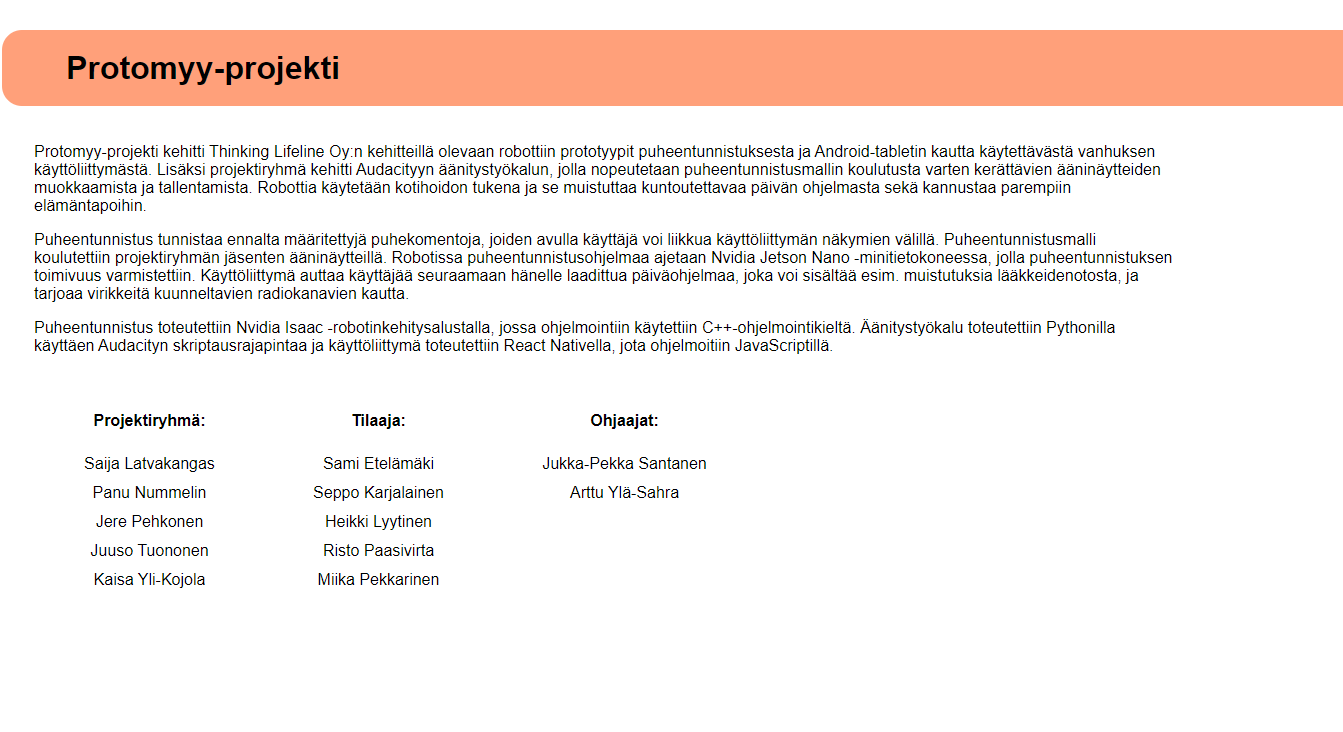 Protomyy-projekti
Protomyy-projekti kehitti Thinking Lifeline Oy:n kehitteillä olevaan robottiin prototyypit puheentunnistuksesta ja Android-tabletin kautta käytettävästä vanhuksen
käyttöliittymästä. Lisäksi projektiryhmä kehitti Audacityyn äänitystyökalun, jolla nopeutetaan puheentunnistusmallin koulutusta varten kerättävien ääninäytteiden
muokkaamista ja tallentamista. Robottia käytetään kotihoidon tukena ja se muistuttaa kuntoutettavaa päivän ohjelmasta sekä kannustaa parempiin
elämäntapoihin.
Puheentunnistus tunnistaa ennalta määritettyjä puhekomentoja, joiden avulla käyttäjä voi liikkua käyttöliittymän näkymien välillä. Puheentunnistusmalli
koulutettiin projektiryhmän jäsenten ääninäytteillä. Robotissa puheentunnistusohjelmaa ajetaan Nvidia Jetson Nano -minitietokoneessa, jolla puheentunnistuksen
toimivuus varmistettiin. Käyttöliittymä auttaa käyttäjää seuraamaan hänelle laadittua päiväohjelmaa, joka voi sisältää esim. muistutuksia lääkkeidenotosta, ja
tarjoaa virikkeitä kuunneltavien radiokanavien kautta.
Puheentunnistus toteutettiin Nvidia Isaac -robotinkehitysalustalla, jossa ohjelmointiin käytettiin C++-ohjelmointikieltä. Äänitystyökalu toteutettiin Pythonilla
käyttäen Audacityn skriptausrajapintaa ja käyttöliittymä toteutettiin React Nativella, jota ohjelmoitiin JavaScriptillä.
Projektiryhmä: Tilaaja: Ohjaajat:
Saija Latvakangas Sami Etelämäki Jukka-Pekka Santanen
Panu Nummelin Seppo Karjalainen Arttu Ylä-Sahra
Jere Pehkonen Heikki Lyytinen
Juuso Tuononen Risto Paasivirta
Kaisa Yli-Kojola Miika Pekkarinen